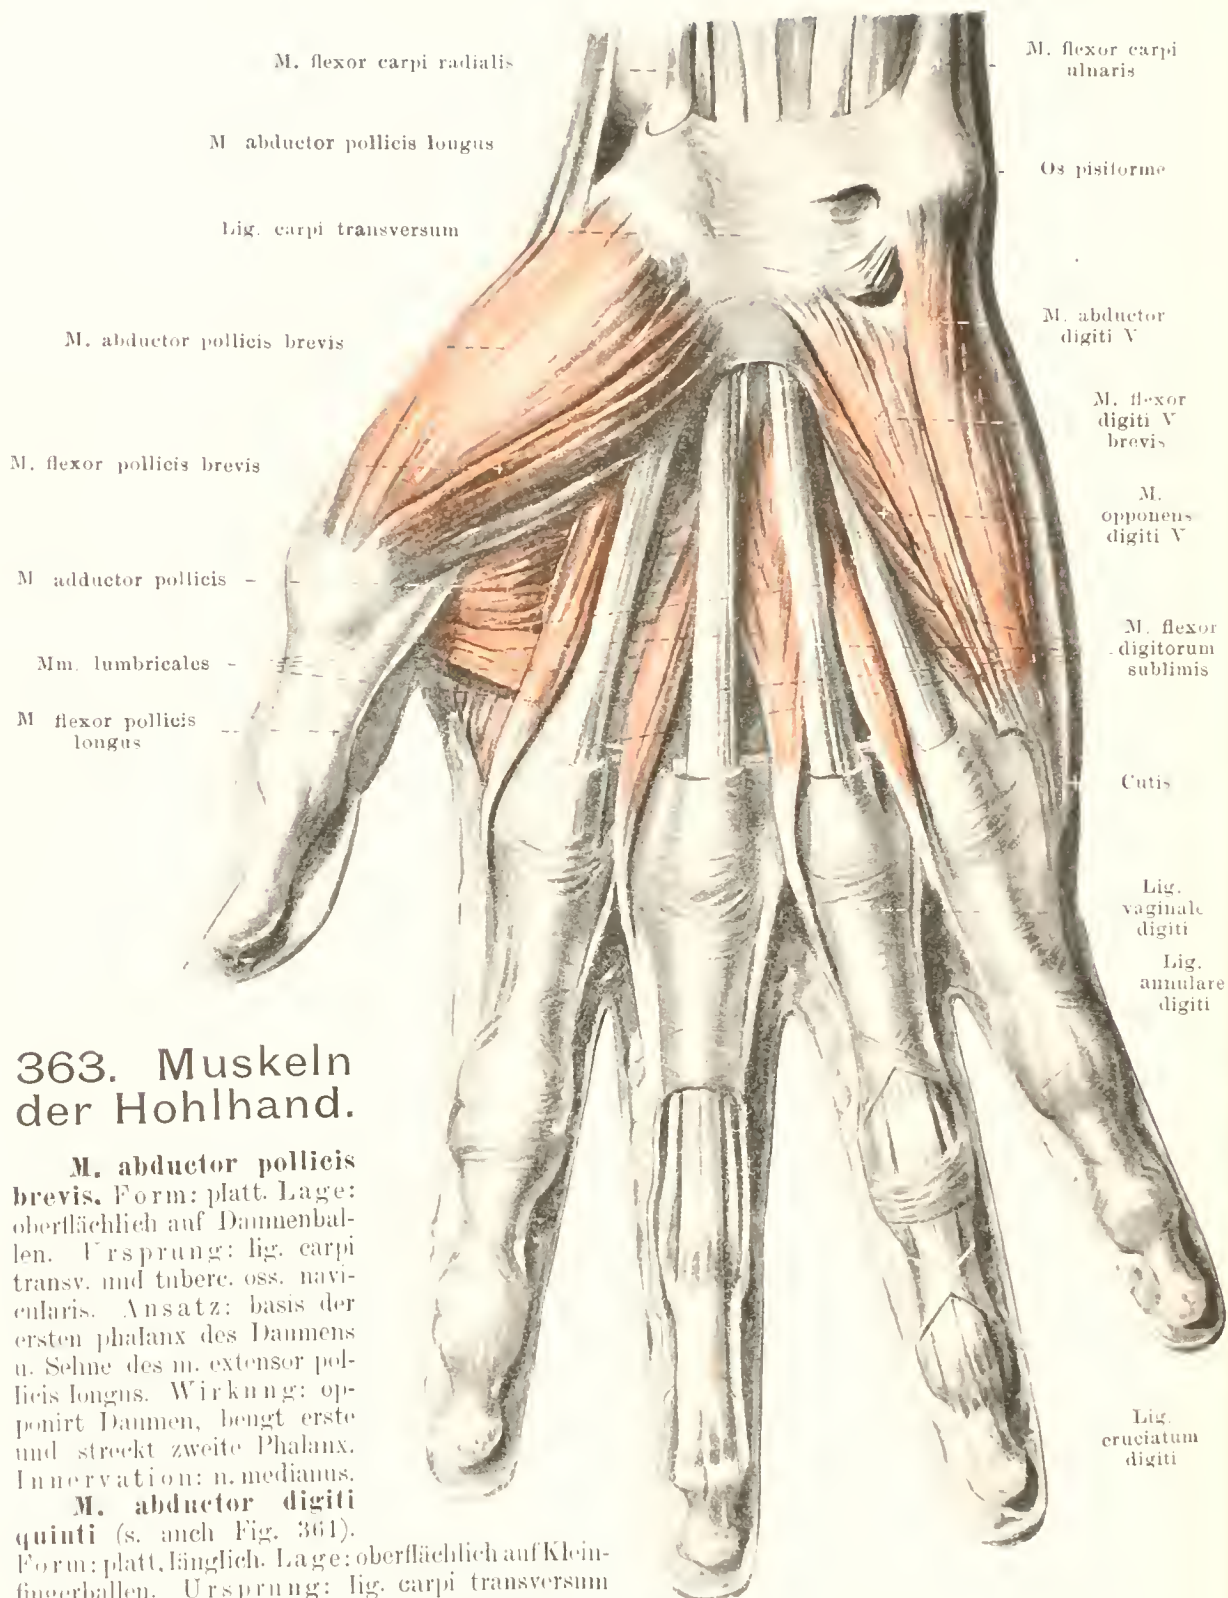 M. flexor carpi radialis
M abductor pollicis longus
Lig. carpi transversum
M. abductor pollicis brevis
M. flexor pollicis brevis
M adductor pollicis
Mm. lumbricales
M flexor pollicis
longus
M. flexor carpi
ulnaris
Os pisiforme
M. abductor
digiti V
M. flexor
digiti V
brevis
M.
opponens
digiti V
M. flexor
digitorum
sublimis
Cutis
Lig.
vaginale
digiti
Lig.
annulare
digiti
Lig.
cruciatum
digiti
363. Muskeln
der Hohlhand.
M. abductor pollicis
brevis. Form: platt. Lage:
oberflächlich auf Daumenbal-
len. Ursprung: lig. carpi
transv. und tuberc. oss. navi-
cularis. Ansatz: basis der
ersten phalanx des Daumens
u. Sehne des m. extensor pol-
licis longus. Wirkung: op-
ponirt Daumen, beugt erste
und streckt zweite Phalanx.
Innervation: n. medianus.
M. abductor digiti
quinti (s. auch Fig. 361).
Form: platt, länglich. Lage: oberflächlich auf Klein-
fingerballen. Ursprung: lig. carpi transversum